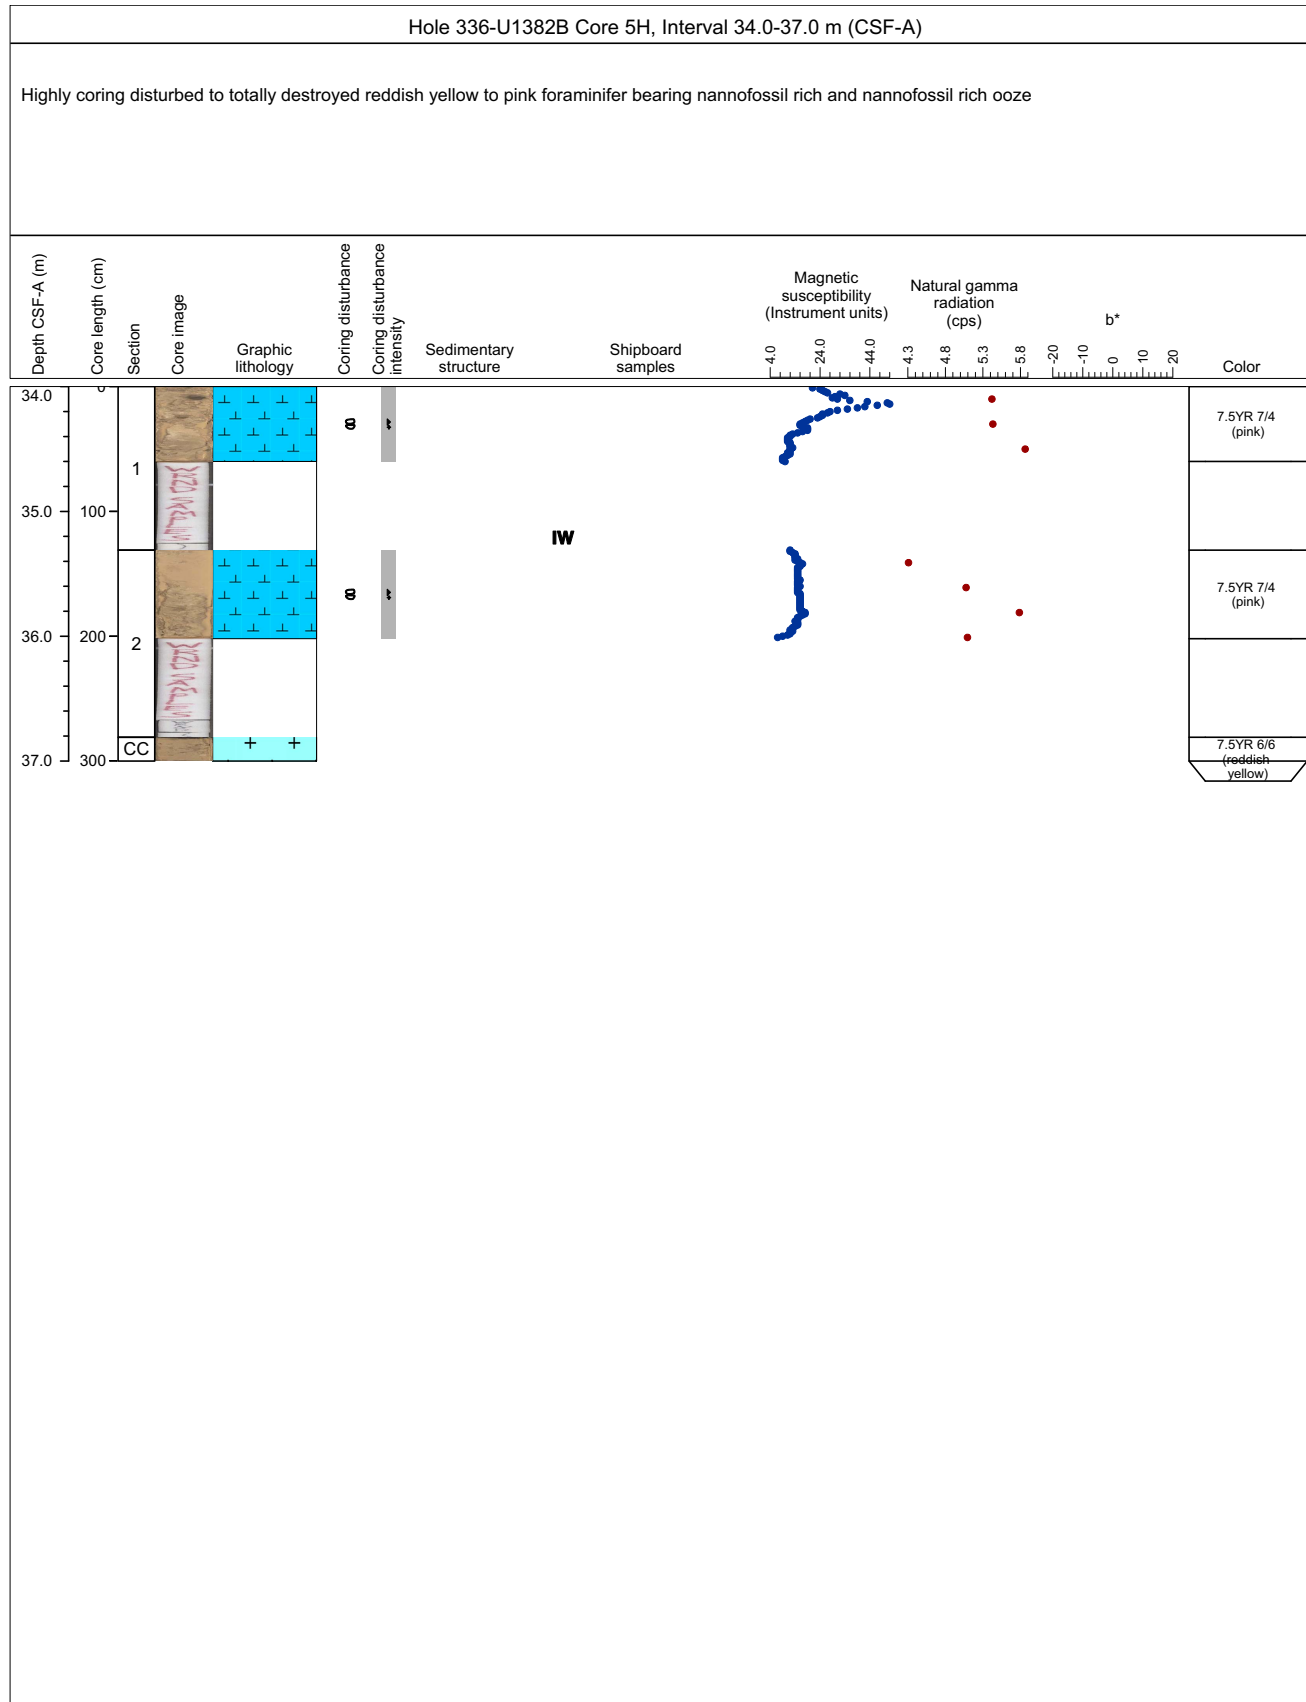 Hole 336-U1382B Core 5H, Interval 34.0-37.0 m (CSF-A)
Highly coring disturbed to totally destroyed reddish yellow to pink foraminifer bearing nannofossil rich and nannofossil rich ooze
Depth CSF-A (m)
Core length (cm)
Section
Core image
Graphic
lithology
Coring disturbance
Coring disturbance
intensity
Sedimentary
structure
Shipboard
samples
Magnetic
susceptibility
(Instrument units)
4.0 24.0 44.0
Natural gamma
radiation
(cps)
4.3 4.8 5.3 5.8
b*
-20 -10 0 10 20
Color
34.0 0
7.5YR 7/4
(pink)
1
35.0 100
IW
7.5YR 7/4
(pink)
36.0 200
2
CC
37.0 300
7.5YR 6/6
(reddish
yellow)